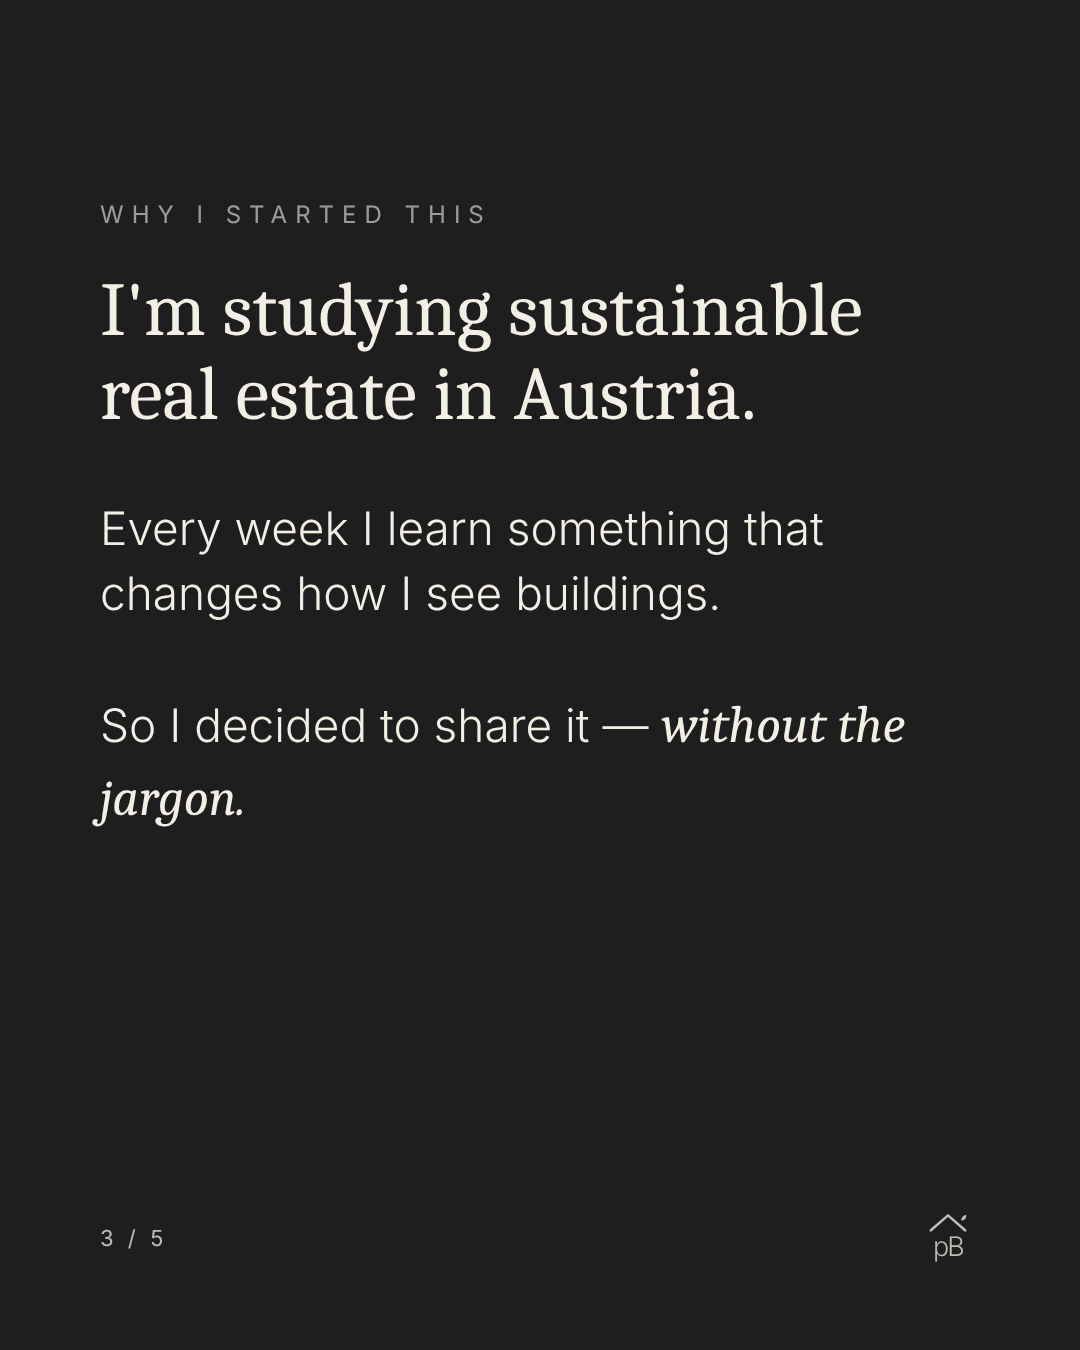 WHY I STARTED THIS
I'm studying sustainable
real estate in Austria.
Every week I learn something that
changes how I see buildings.
So I decided to share it — without the
jargon.
3 / 5
pB